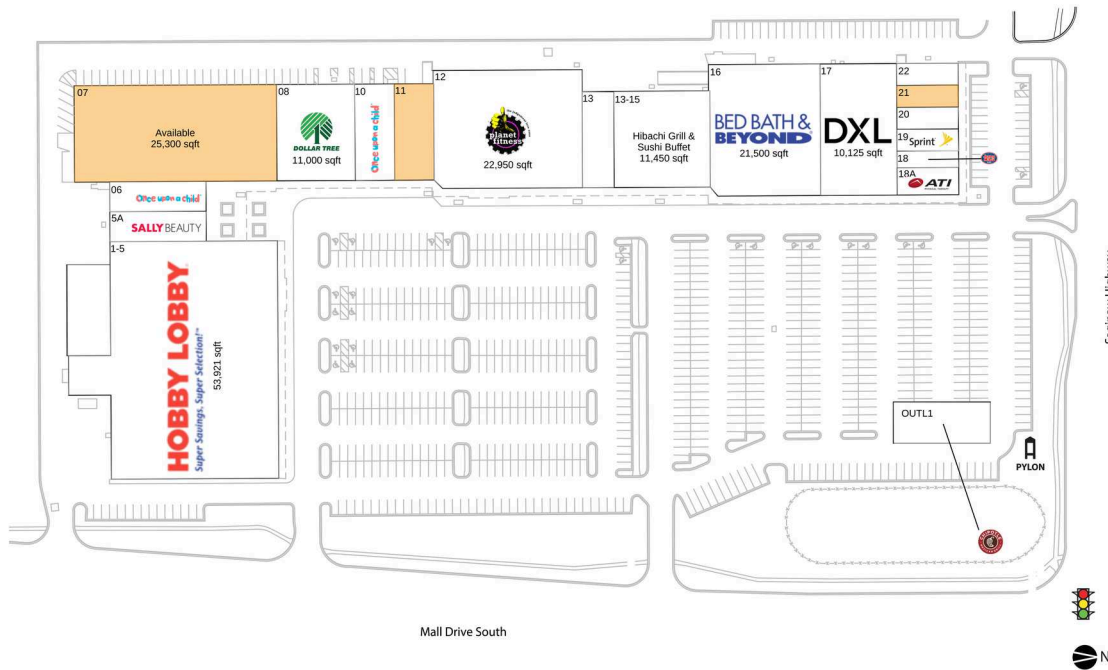 07
Available
25,300 sqft
08
DOLLAR TREE
11,000 sqft
10
Once upon a child
11
12
planet
fitness
22,950 sqft
13
13-15
Hibachi Grill &
Sushi Buffet
11,450 sqft
16
BED BATH &
BEYOND
21,500 sqft
17
DXL
10,125 sqft
22
21
20
19 Sprint
18
18A
ATI
06
Once upon a child
5A
SALLY BEAUTY
1-5
HOBBY LOBBY
Super Savings, Super Selection!™
53,921 sqft
OUTL1
PYLON
Mall Drive South
N